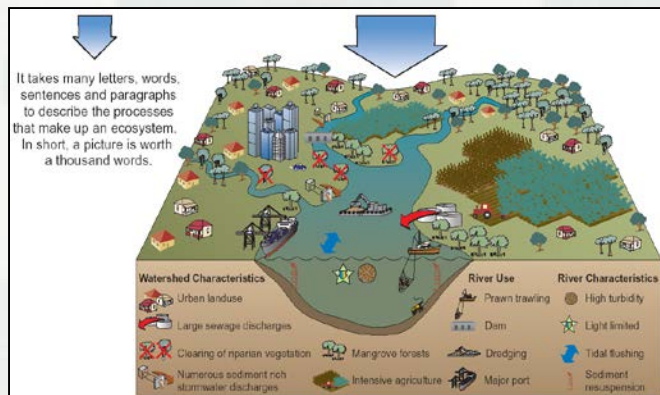 It takes many letters, words,
sentences and paragraphs
to describe the processes
that make up an ecosystem.
In short, a picture is worth
a thousand words.
Watershed Characteristics
Urban landuse
Large sewage discharges
Clearing of riparian vegetation
Numerous sediment rich
stormwater discharges
Mangrove forests
Intensive agriculture
River Use
Prawn trawling
Dam
Dredging
Major port
River Characteristics
High turbidity
Light limited
Tidal flushing
Sediment
resuspension